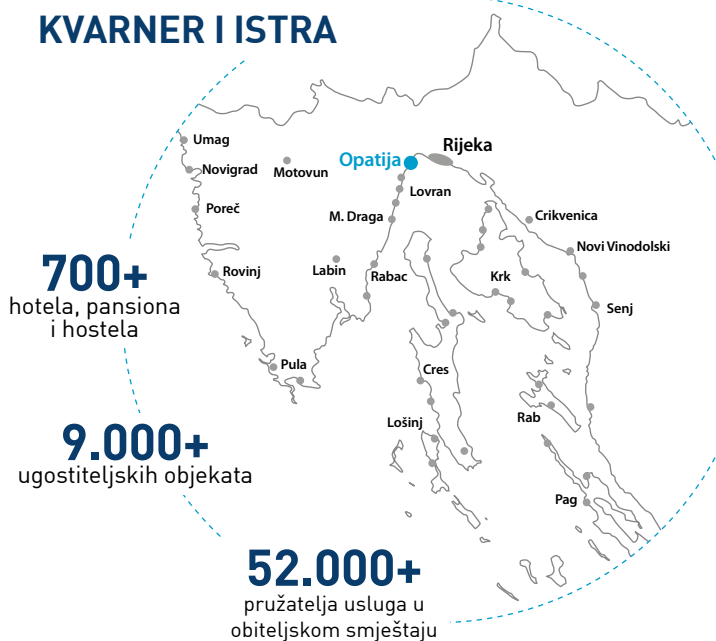 KVARNER I ISTRA
Umag
Novigrad
Motovun
Opatija
Rijeka
Lovran
Poreč
M. Draga
Crikvenica
Novi Vinodolski
700+
hotela, pansiona
i hostela
Rovinj
Labin
Rabac
Krk
Senj
Pula
Cres
9.000+
ugostiteljskih objekata
Lošinj
Rab
Pag
52.000+
pružatelja usluga u
obiteljskom smještaju